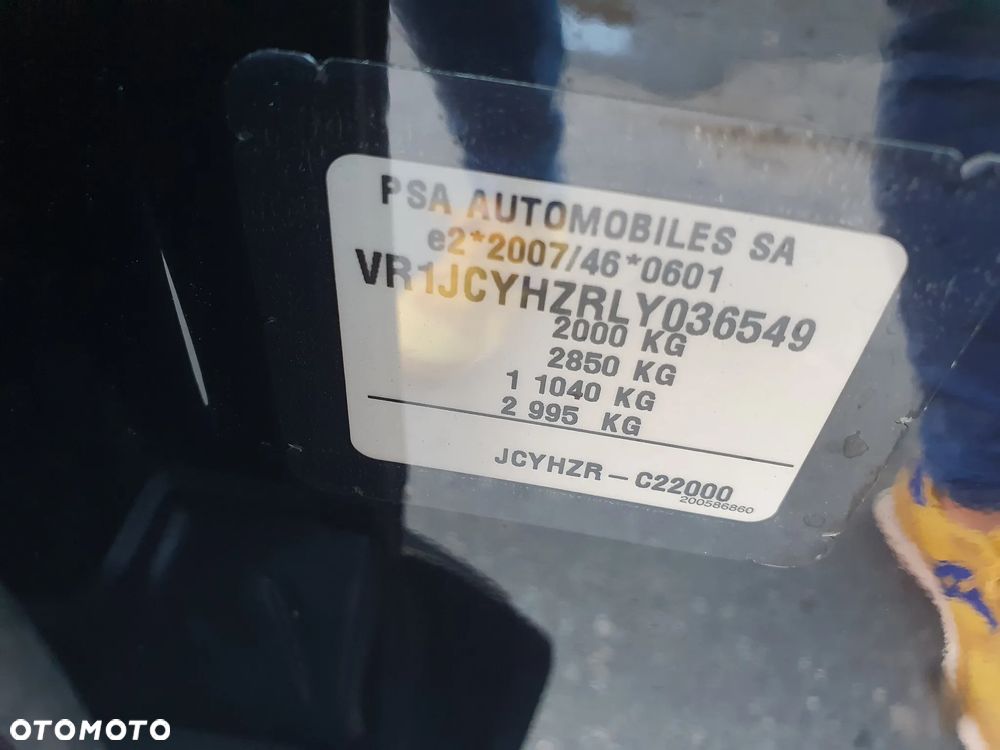 PSA AUTOMOBILES SA
e2*2007/46*0601
VR1JCYHZRLY036549
2000 KG
2850 KG
1 1040 KG
2 995 KG
JCYHZR – C22000
200586860
OTOMOTO